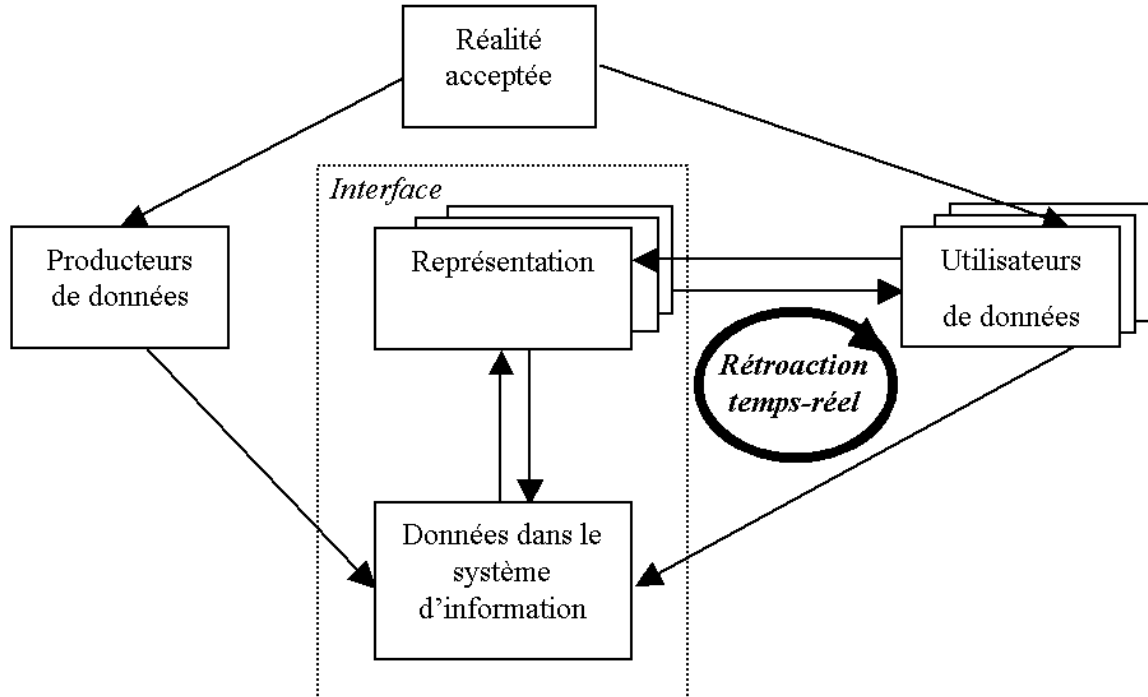 Réalité
acceptée
Interface
Producteurs
de données
Représentation
Utilisateurs
de données
Rétroaction
temps-réel
Données dans le
système
d’information